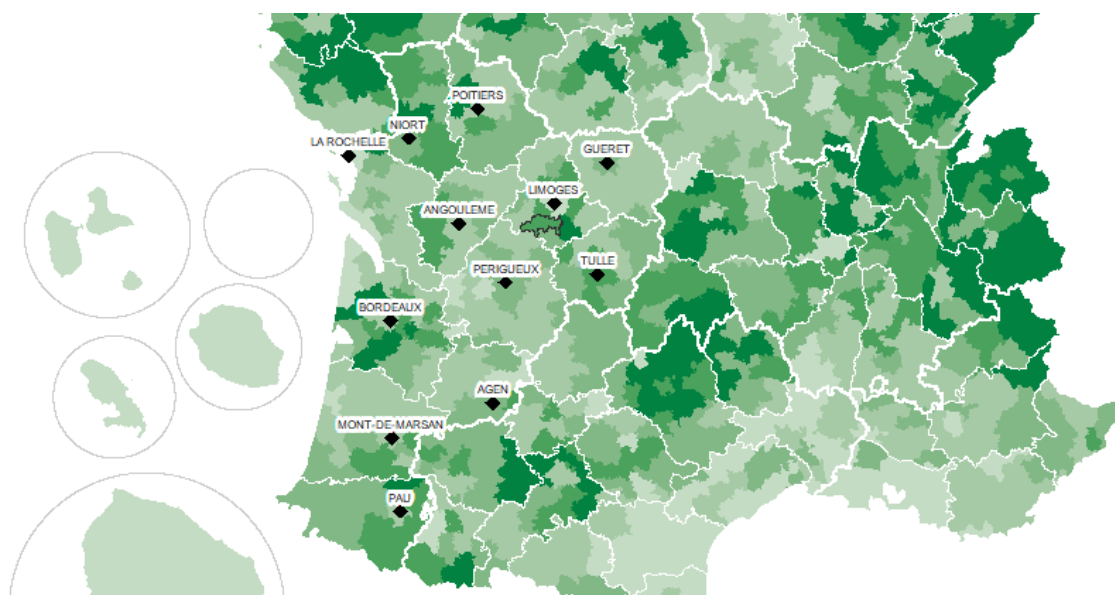 POITIERS
NIORT
LA ROCHELLE
GUERET
LIMOGES
ANGOULEME
TULLE
PERIGUEUX
BORDEAUX
AGEN
MONT-DE-MARSAN
PAU